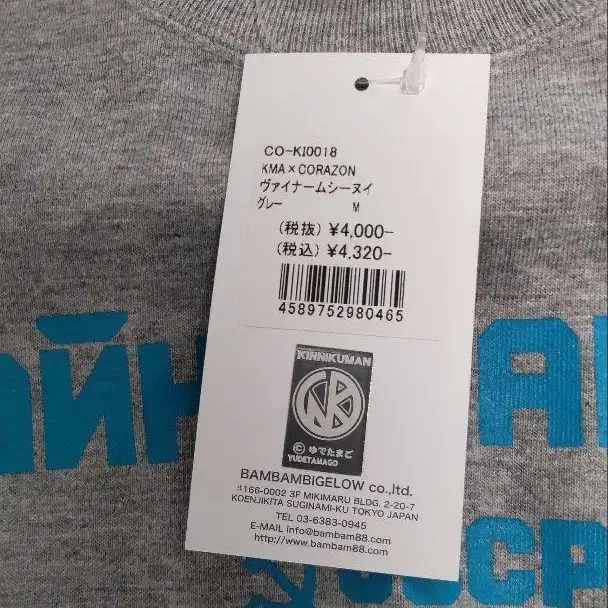 CO-KI0018
KMA×CORAZON
ヴァイナームシーヌイ
グレー M
(税抜) ¥4,000-
(税込) ¥4,320-
4589752980465
KINNIKUMAN
© ゆでたまご
YUDETAMAGO
BAMBAMBIGELOW co.,ltd.
〒166-0002 3F MIKIMARU BLDG. 2-20-7
KOENJIKITA SUGINAMI-KU TOKYO JAPAN
TEL 03-6383-0945
E-MAIL info@bambam88.com
http://www.bambam88.com
СССР